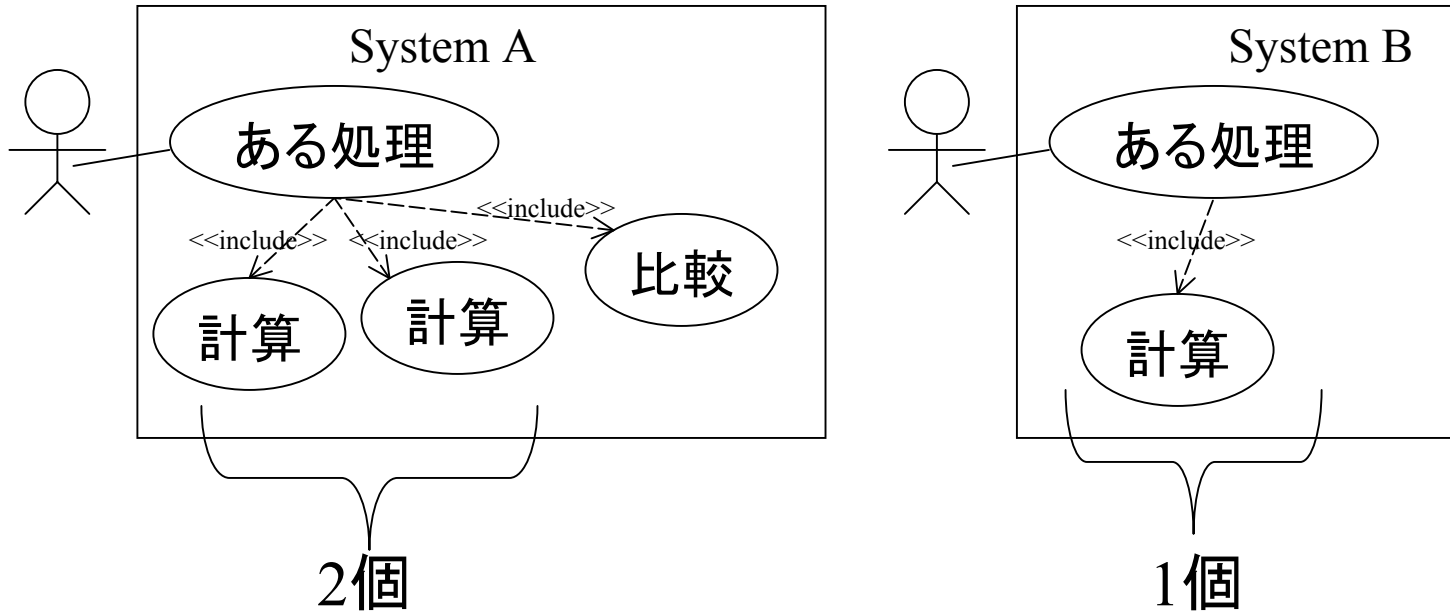 System A
ある処理
<<include>>
<<include>>
<<include>>
比較
計算
計算
2個
System B
ある処理
<<include>>
計算
1個